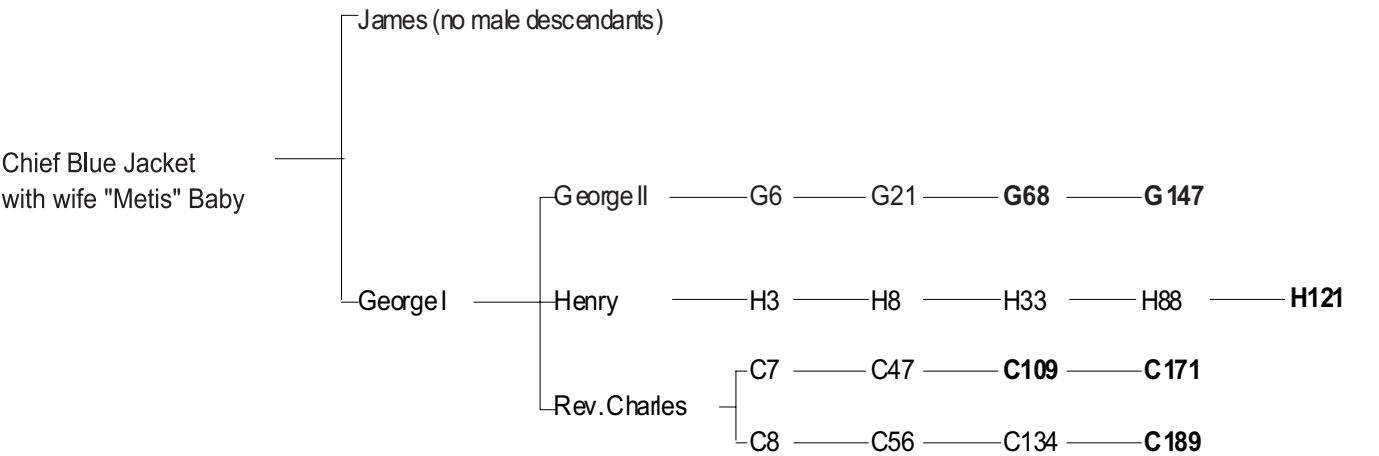 James (no male descendants)
Chief Blue Jacket
with wife "Metis" Baby
George II G6 G21 G68 G147
George I Henry H3 H8 H33 H88 H121
C7 C47 C109 C171
Rev. Charles
C8 C56 C134 C189